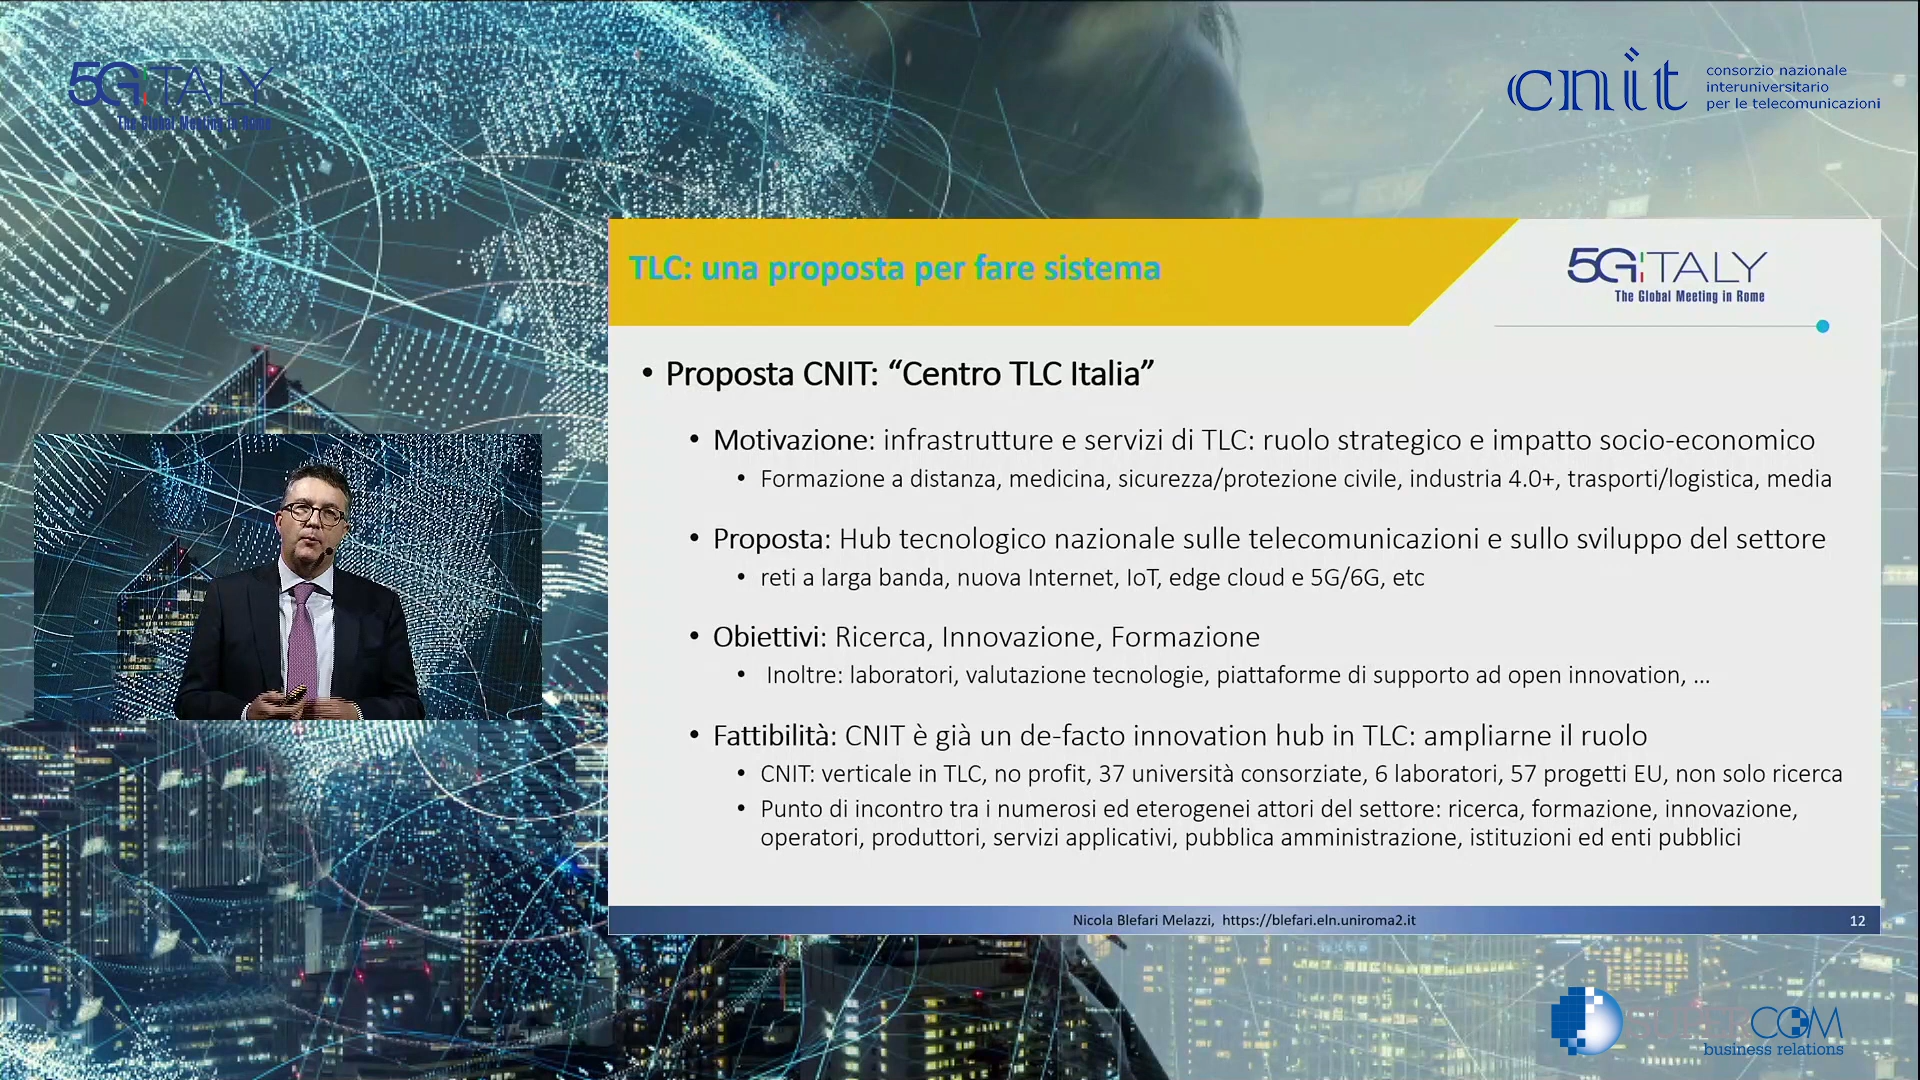 5G ITALY
The Global Meeting in Rome
cnit
consorzio nazionale
interuniversitario
per le telecomunicazioni
TLC: una proposta per fare sistema
5G ITALY
The Global Meeting in Rome
• Proposta CNIT: “Centro TLC Italia”
• Motivazione: infrastrutture e servizi di TLC: ruolo strategico e impatto socio-economico
• Formazione a distanza, medicina, sicurezza/protezione civile, industria 4.0+, trasporti/logistica, media
• Proposta: Hub tecnologico nazionale sulle telecomunicazioni e sullo sviluppo del settore
• reti a larga banda, nuova Internet, IoT, edge cloud e 5G/6G, etc
• Obiettivi: Ricerca, Innovazione, Formazione
• Inoltre: laboratori, valutazione tecnologie, piattaforme di supporto ad open innovation, ...
• Fattibilità: CNIT è già un de-facto innovation hub in TLC: ampliarne il ruolo
• CNIT: verticale in TLC, no profit, 37 università consorziate, 6 laboratori, 57 progetti EU, non solo ricerca
• Punto di incontro tra i numerosi ed eterogenei attori del settore: ricerca, formazione, innovazione,
operatori, produttori, servizi applicativi, pubblica amministrazione, istituzioni ed enti pubblici
Nicola Blefari Melazzi, https://blefari.eln.uniroma2.it
12
SUPERCOM
business relations